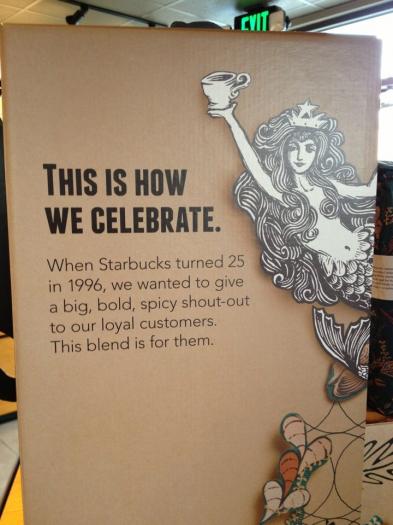 EXIT
THIS IS HOW
WE CELEBRATE.
When Starbucks turned 25
in 1996, we wanted to give
a big, bold, spicy shout-out
to our loyal customers.
This blend is for them.